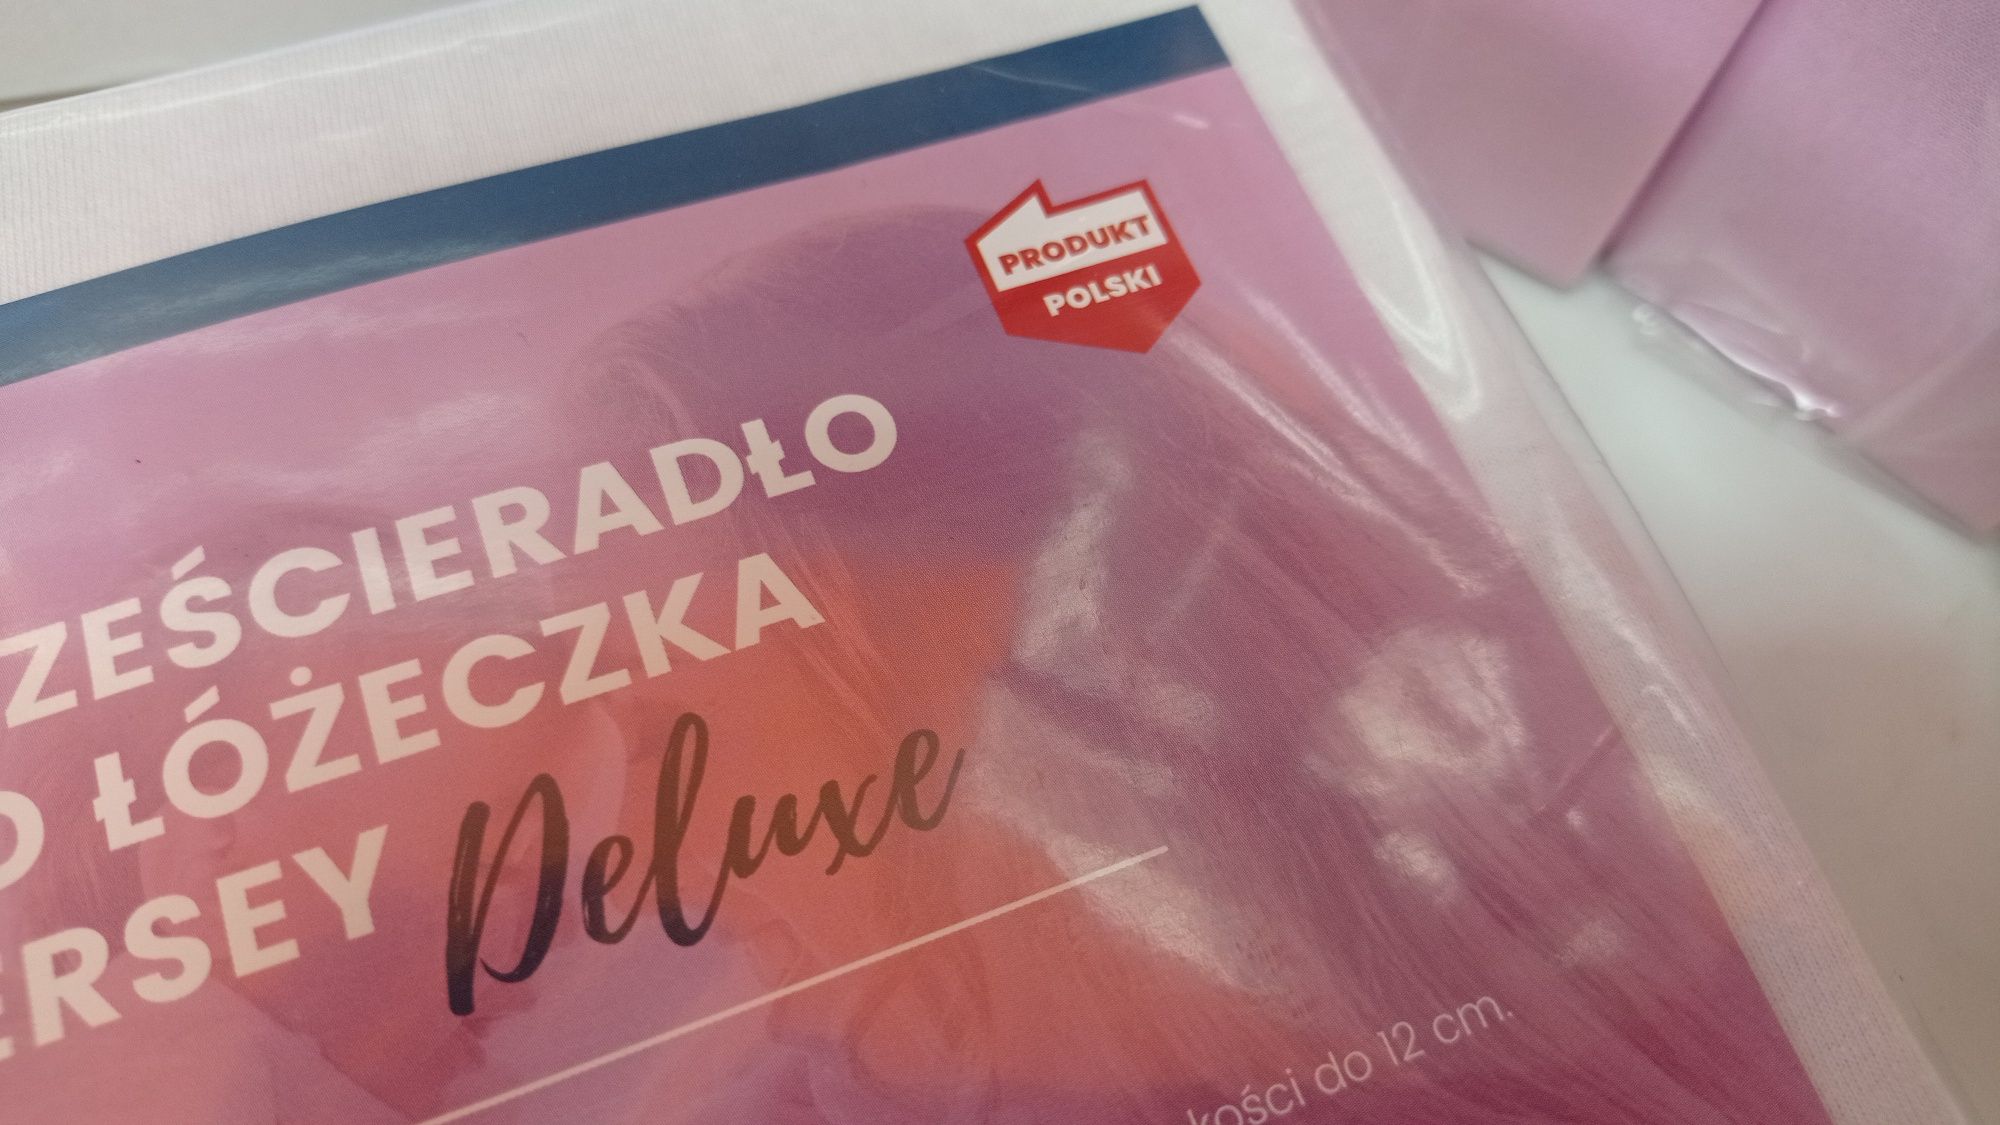 PRODUKT
POLSKI
ZEŚCIERADŁO
O ŁÓŻECZKA
ERSEY Deluxe
kości do 12 cm.